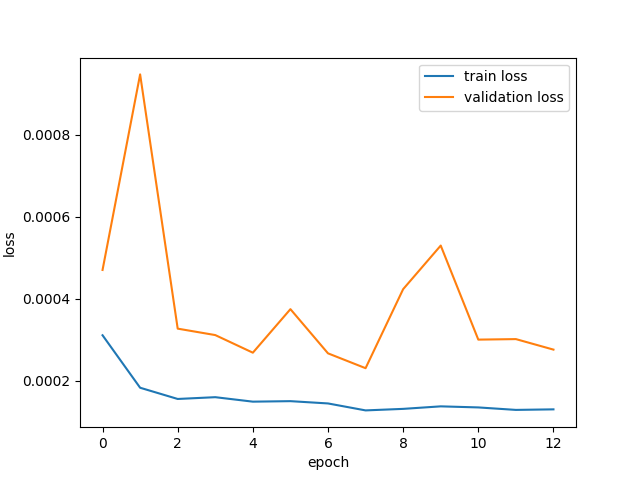 train loss
validation loss
0.0008
0.0006
0.0004
0.0002
loss
0 2 4 6 8 10 12
epoch